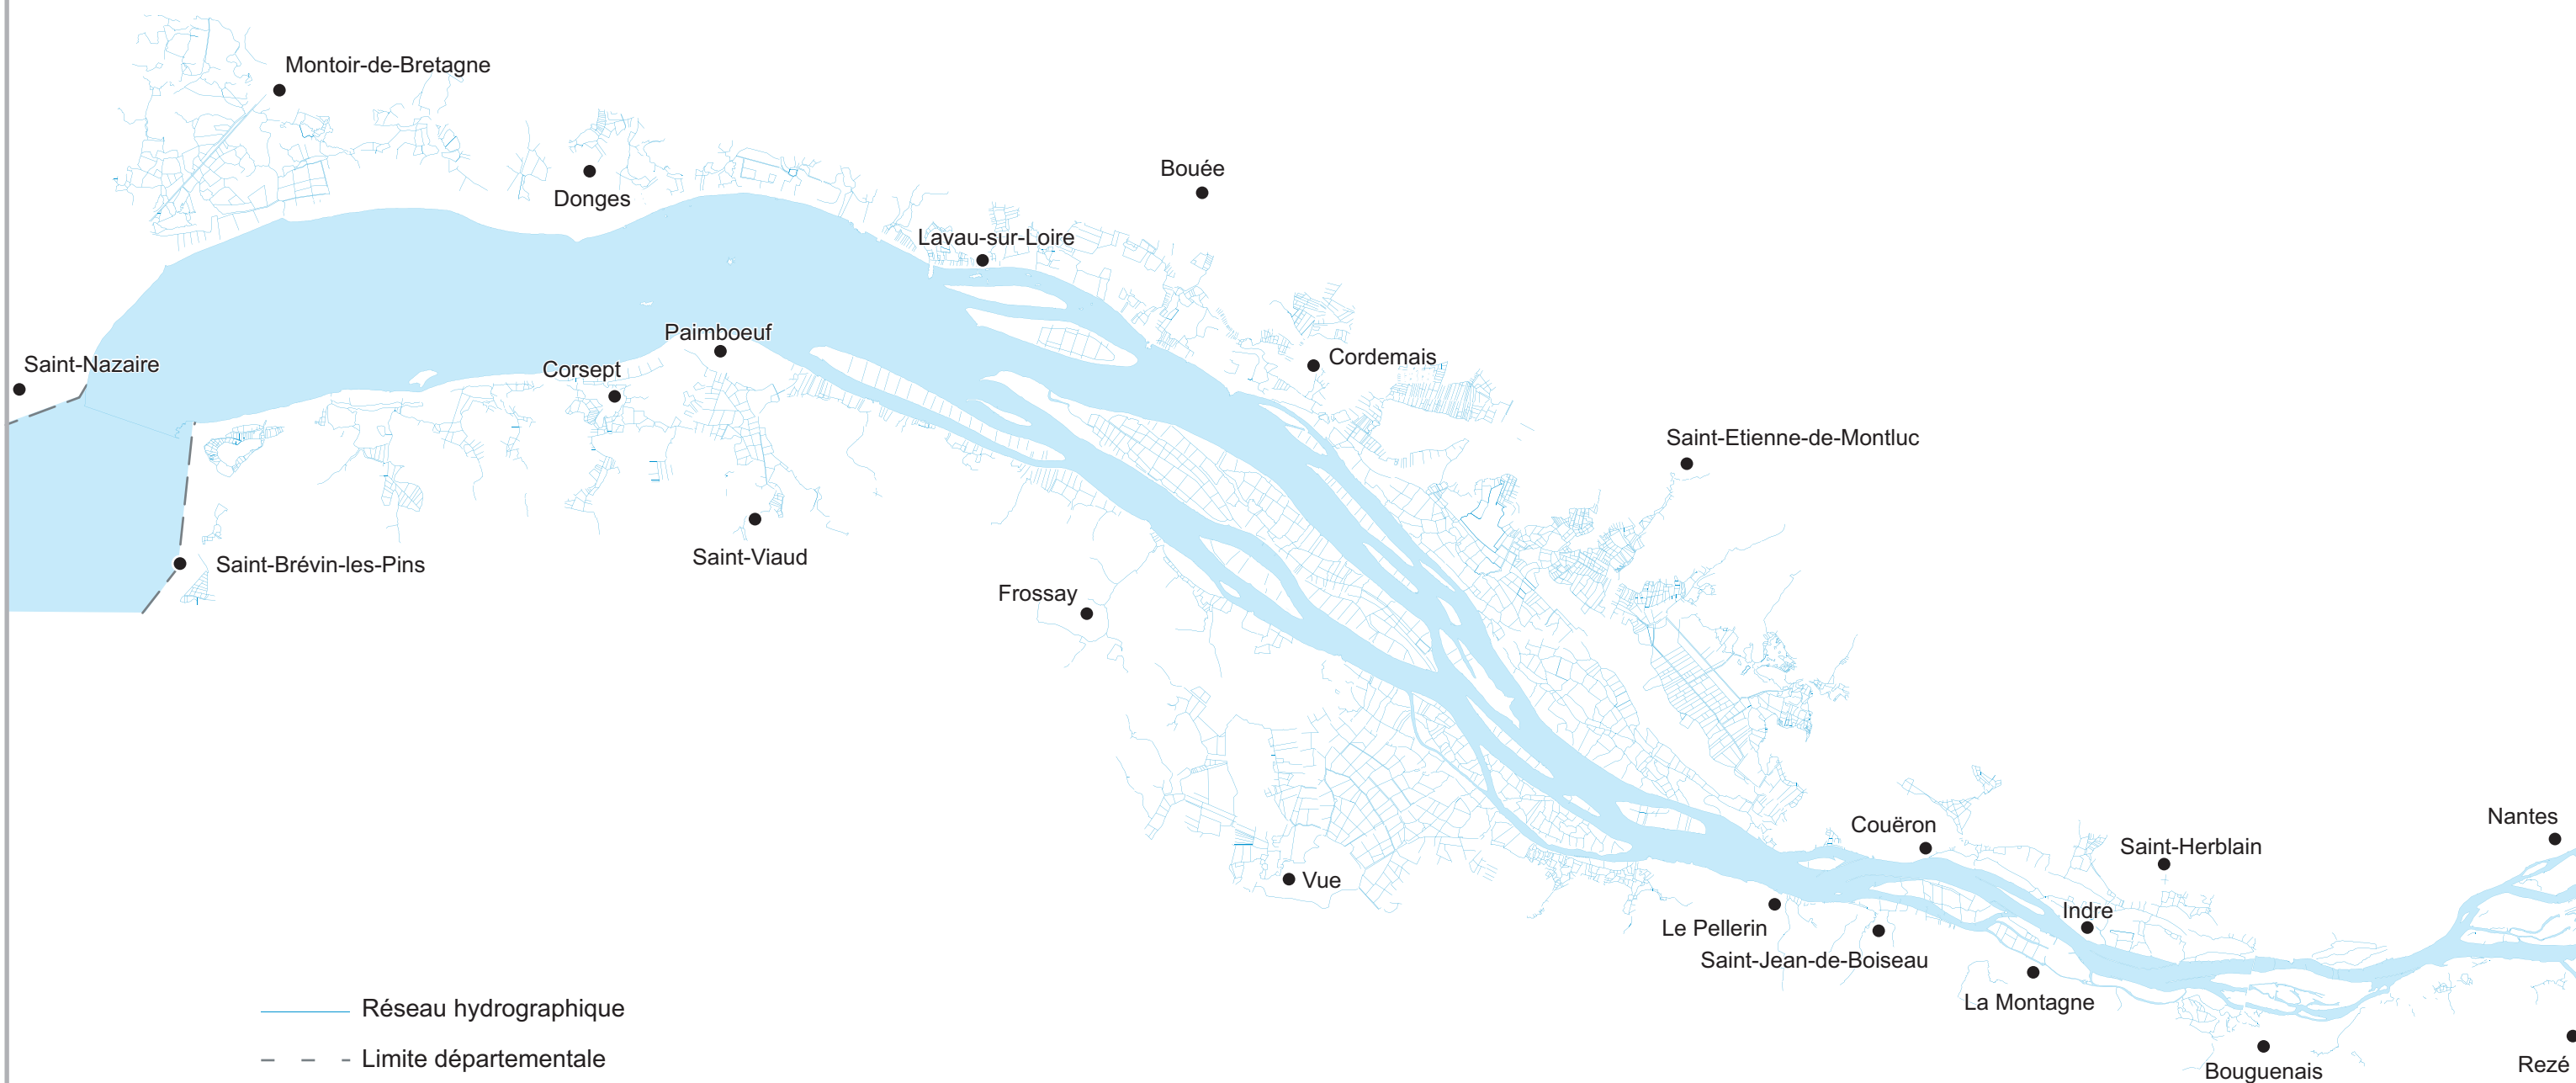 Montoir-de-Bretagne
Donges
Bouée
Lavau-sur-Loire
Paimboeuf
Saint-Nazaire
Corsept
Cordemais
Saint-Etienne-de-Montluc
Saint-Viaud
Saint-Brévin-les-Pins
Frossay
Nantes
Couëron
Saint-Herblain
Vue
Indre
Le Pellerin
Saint-Jean-de-Boiseau
La Montagne
Réseau hydrographique
Limite départementale
Rezé
Bouguenais